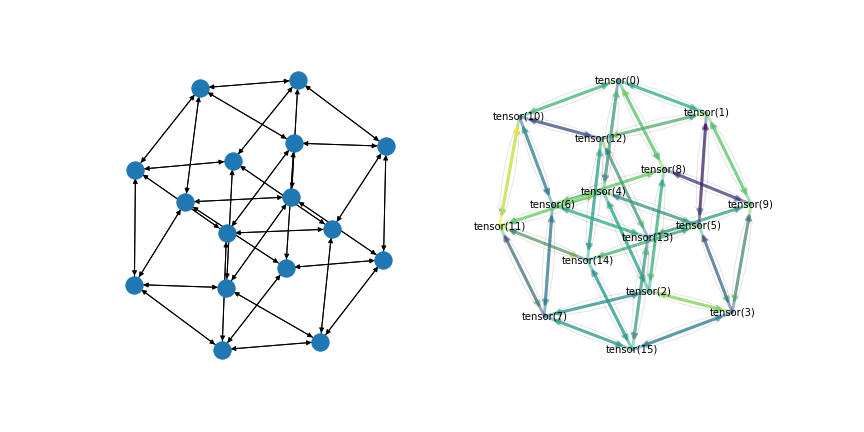 tensor(0)
tensor(1)
tensor(10)
tensor(12)
tensor(8)
tensor(4)
tensor(6)
tensor(9)
tensor(5)
tensor(11)
tensor(13)
tensor(14)
tensor(2)
tensor(3)
tensor(7)
tensor(15)